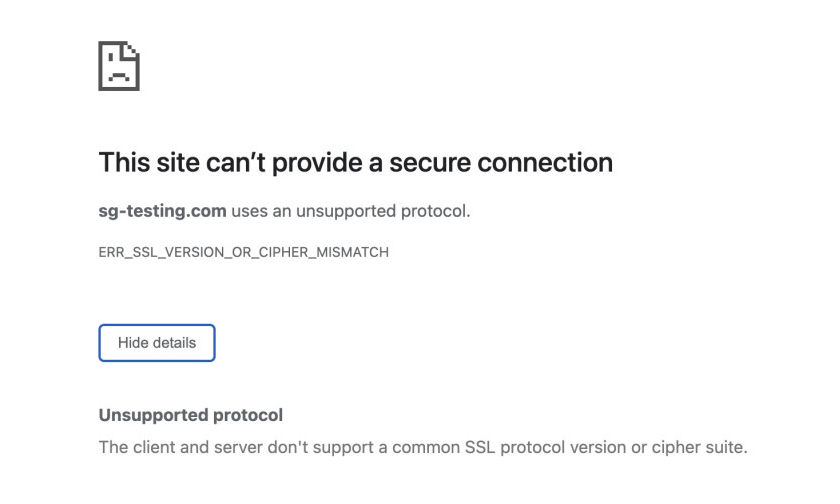 This site can’t provide a secure connection
sg-testing.com uses an unsupported protocol.
ERR_SSL_VERSION_OR_CIPHER_MISMATCH
Hide details
Unsupported protocol
The client and server don't support a common SSL protocol version or cipher suite.